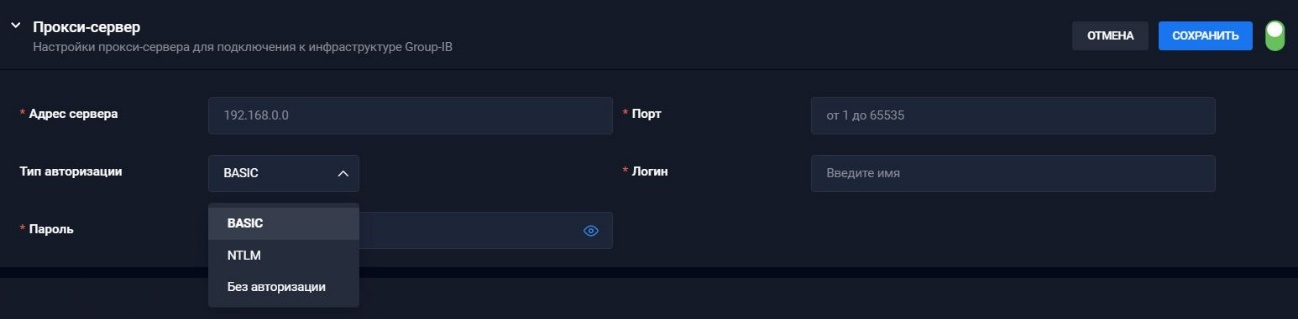 Прокси-сервер
Настройки прокси-сервера для подключения к инфраструктуре Group-IB
ОТМЕНА
СОХРАНИТЬ
* Адрес сервера
192.168.0.0
* Порт
от 1 до 65535
Тип авторизации
BASIC
* Логин
Введите имя
* Пароль
BASIC
NTLM
Без авторизации